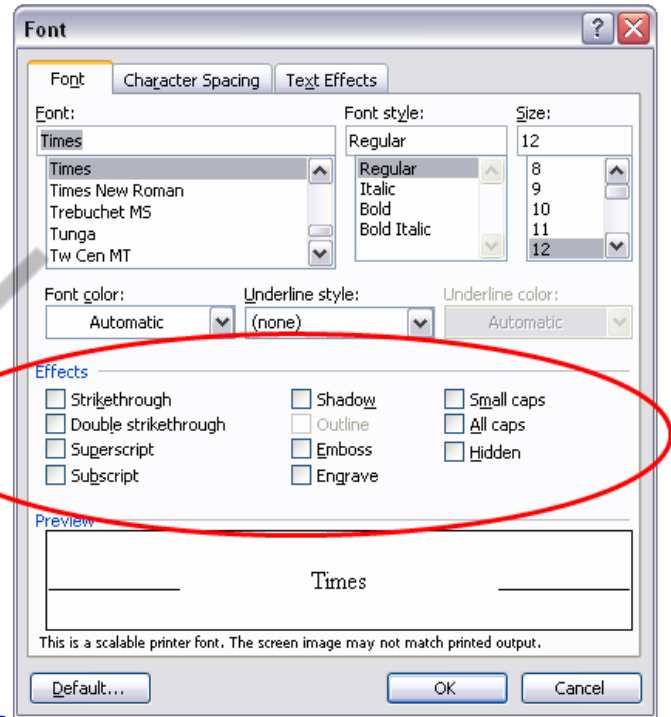 Font
Font Character Spacing Text Effects
Font: Font style: Size:
Times Regular 12
Times Regular 8
Times New Roman Italic 9
Trebuchet MS Bold 10
Tunga Bold Italic 11
Tw Cen MT 12
Font color: Underline style: Underline color:
Automatic (none) Automatic
Effects
Strikethrough Shadow Small caps
Double strikethrough Outline All caps
Superscript Emboss Hidden
Subscript Engrave
Preview
Times
This is a scalable printer font. The screen image may not match printed output.
Default... OK Cancel